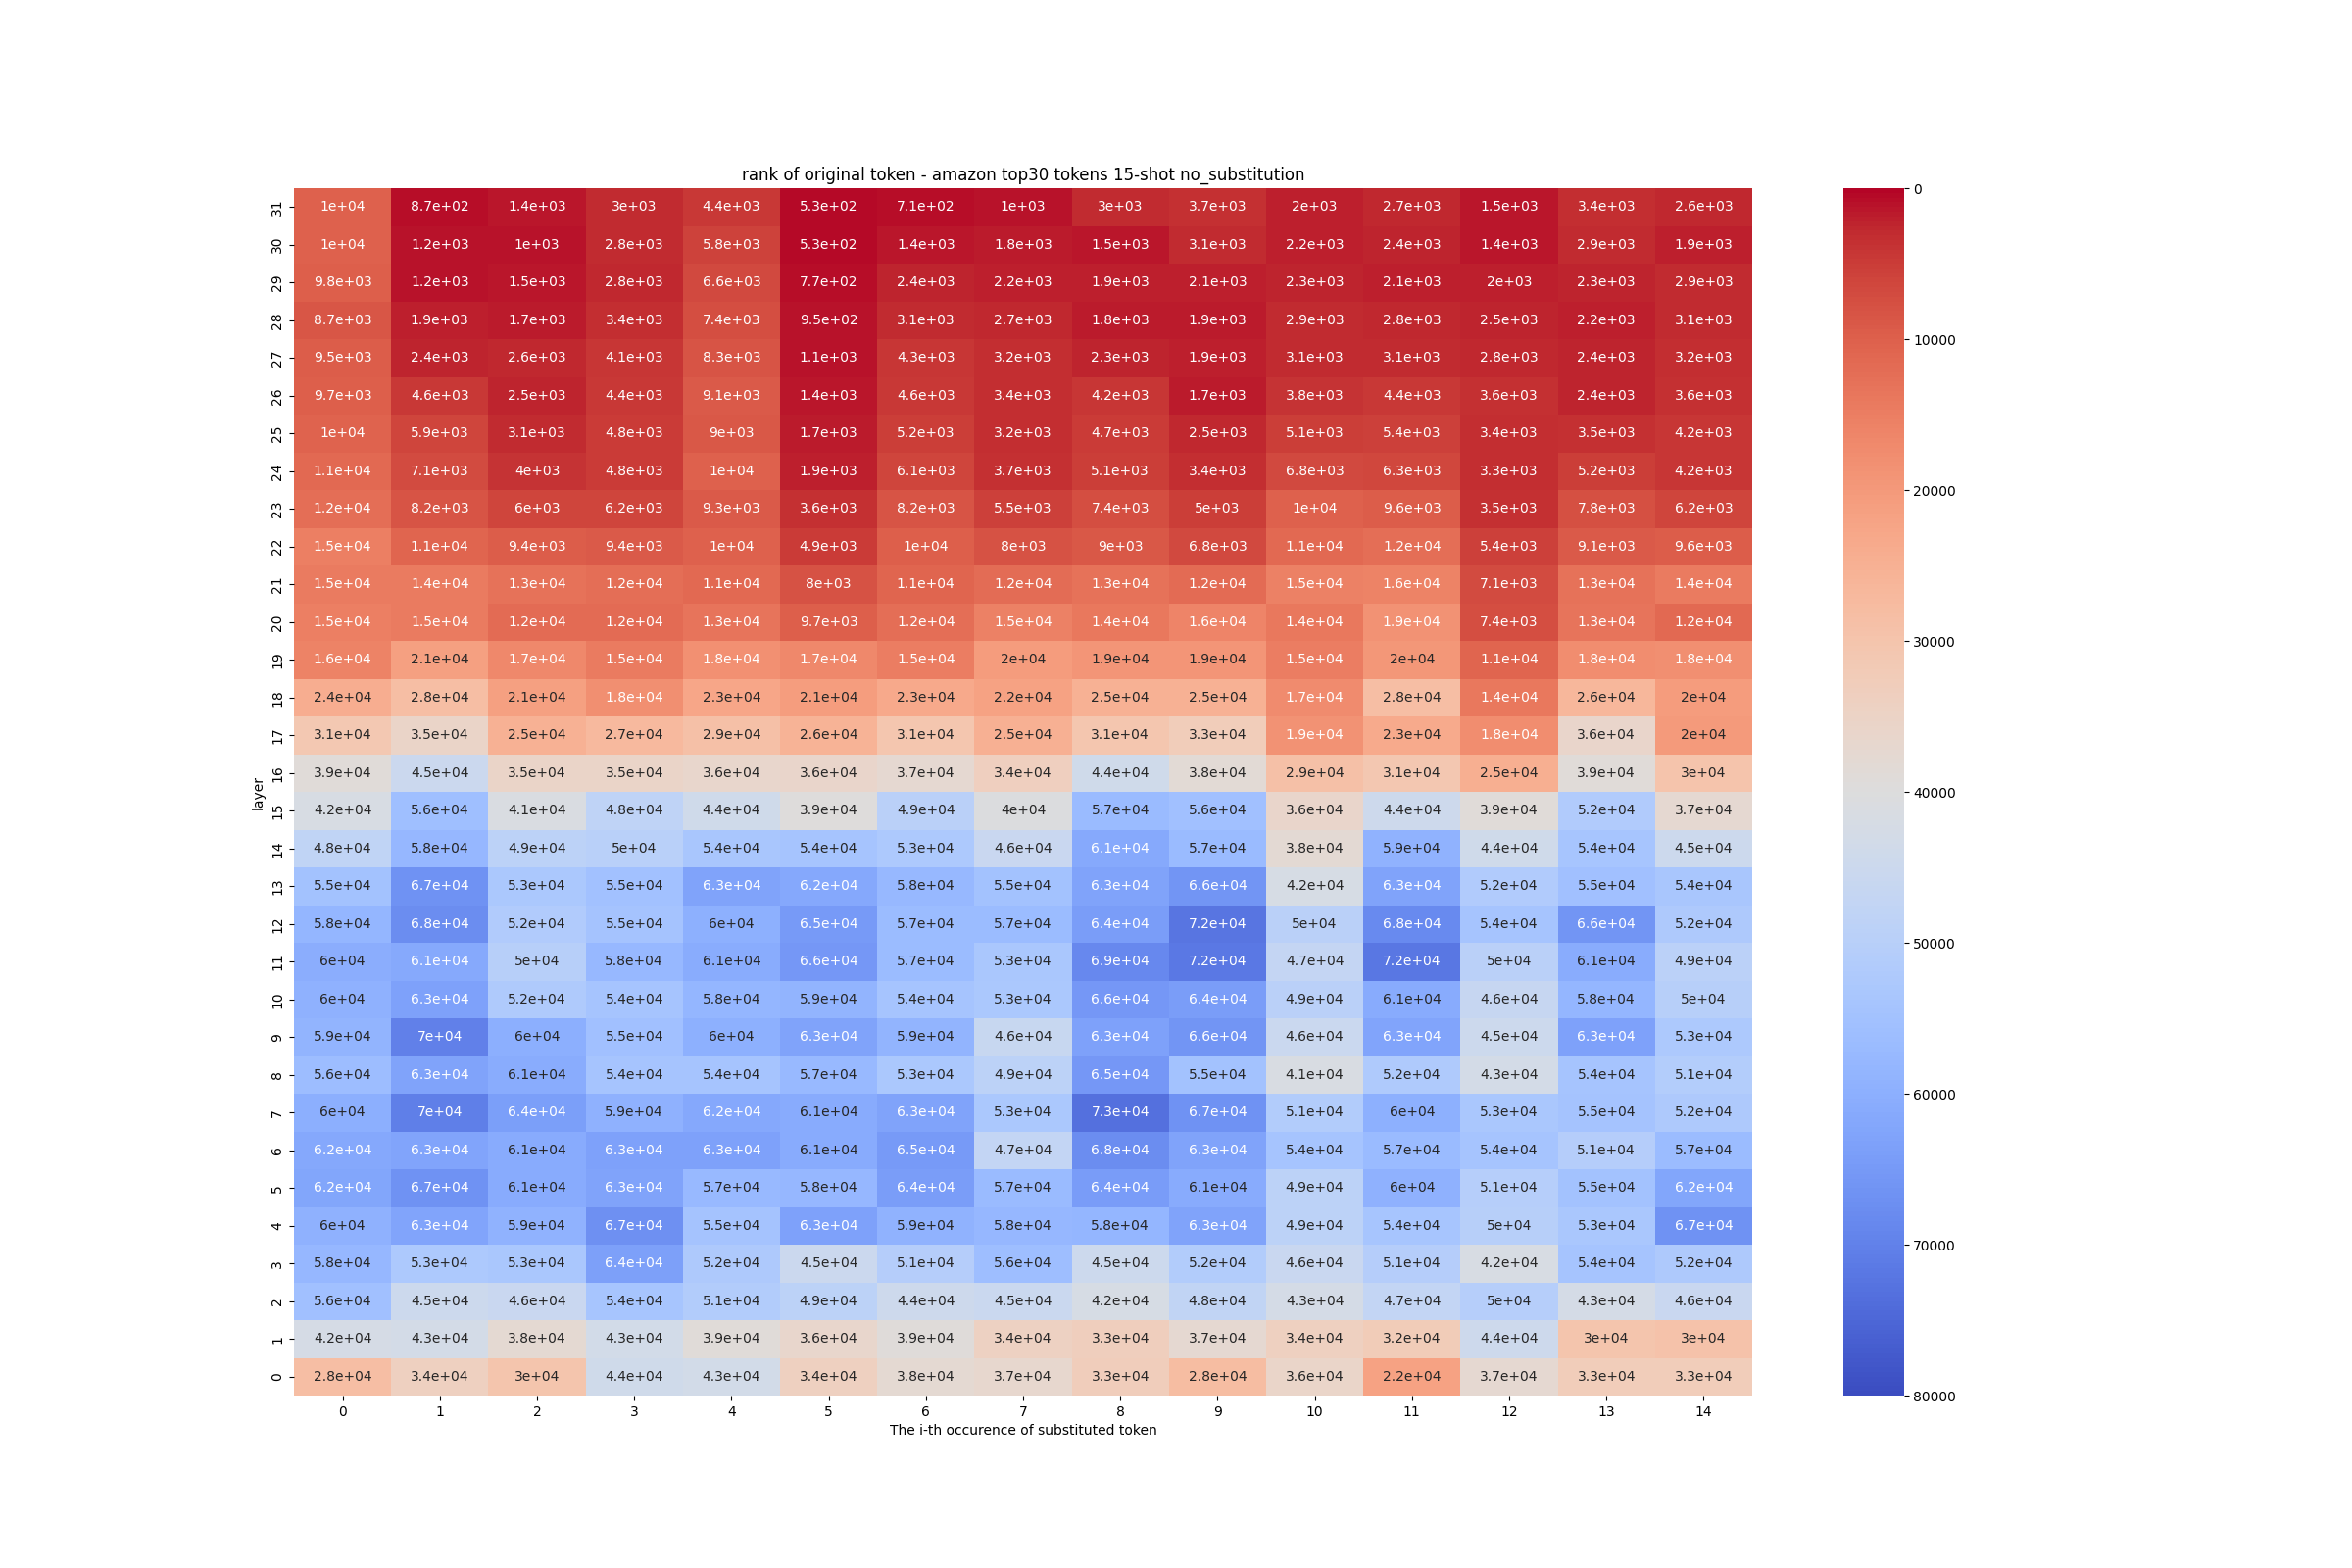 rank of original token - amazon top30 tokens 15-shot no_substitution
31 1e+04 8.7e+02 1.4e+03 3e+03 4.4e+03 5.3e+02 7.1e+02 1e+03 3e+03 3.7e+03 2e+03 2.7e+03 1.5e+03 3.4e+03 2.6e+03 0
30 1e+04 1.2e+03 1e+03 2.8e+03 5.8e+03 5.3e+02 1.4e+03 1.8e+03 1.5e+03 3.1e+03 2.2e+03 2.4e+03 1.4e+03 2.9e+03 1.9e+03
29 9.8e+03 1.2e+03 1.5e+03 2.8e+03 6.6e+03 7.7e+02 2.4e+03 2.2e+03 1.9e+03 2.1e+03 2.3e+03 2.1e+03 2e+03 2.3e+03 2.9e+03
28 8.7e+03 1.9e+03 1.7e+03 3.4e+03 7.4e+03 9.5e+02 3.1e+03 2.7e+03 1.8e+03 1.9e+03 2.9e+03 2.8e+03 2.5e+03 2.2e+03 3.1e+03
27 9.5e+03 2.4e+03 2.6e+03 4.1e+03 8.3e+03 1.1e+03 4.3e+03 3.2e+03 2.3e+03 1.9e+03 3.1e+03 3.1e+03 2.8e+03 2.4e+03 3.2e+03 10000
26 9.7e+03 4.6e+03 2.5e+03 4.4e+03 9.1e+03 1.4e+03 4.6e+03 3.4e+03 4.2e+03 1.7e+03 3.8e+03 4.4e+03 3.6e+03 2.4e+03 3.6e+03
25 1e+04 5.9e+03 3.1e+03 4.8e+03 9e+03 1.7e+03 5.2e+03 3.2e+03 4.7e+03 2.5e+03 5.1e+03 5.4e+03 3.4e+03 3.5e+03 4.2e+03
24 1.1e+04 7.1e+03 4e+03 4.8e+03 1e+04 1.9e+03 6.1e+03 3.7e+03 5.1e+03 3.4e+03 6.8e+03 6.3e+03 3.3e+03 5.2e+03 4.2e+03
23 1.2e+04 8.2e+03 6e+03 6.2e+03 9.3e+03 3.6e+03 8.2e+03 5.5e+03 7.4e+03 5e+03 1e+04 9.6e+03 3.5e+03 7.8e+03 6.2e+03 20000
22 1.5e+04 1.1e+04 9.4e+03 9.4e+03 1e+04 4.9e+03 1e+04 8e+03 9e+03 6.8e+03 1.1e+04 1.2e+04 5.4e+03 9.1e+03 9.6e+03
21 1.5e+04 1.4e+04 1.3e+04 1.2e+04 1.1e+04 8e+03 1.1e+04 1.2e+04 1.3e+04 1.2e+04 1.5e+04 1.6e+04 7.1e+03 1.3e+04 1.4e+04
20 1.5e+04 1.5e+04 1.2e+04 1.2e+04 1.3e+04 9.7e+03 1.2e+04 1.5e+04 1.4e+04 1.6e+04 1.4e+04 1.9e+04 7.4e+03 1.3e+04 1.2e+04 30000
19 1.6e+04 2.1e+04 1.7e+04 1.5e+04 1.8e+04 1.7e+04 1.5e+04 2e+04 1.9e+04 1.9e+04 1.5e+04 2e+04 1.1e+04 1.8e+04 1.8e+04
18 2.4e+04 2.8e+04 2.1e+04 1.8e+04 2.3e+04 2.1e+04 2.3e+04 2.2e+04 2.5e+04 2.5e+04 1.7e+04 2.8e+04 1.4e+04 2.6e+04 2e+04
17 3.1e+04 3.5e+04 2.5e+04 2.7e+04 2.9e+04 2.6e+04 3.1e+04 2.5e+04 3.1e+04 3.3e+04 1.9e+04 2.3e+04 1.8e+04 3.6e+04 2e+04
16 3.9e+04 4.5e+04 3.5e+04 3.5e+04 3.6e+04 3.6e+04 3.7e+04 3.4e+04 4.4e+04 3.8e+04 2.9e+04 3.1e+04 2.5e+04 3.9e+04 3e+04 40000
layer
15 4.2e+04 5.6e+04 4.1e+04 4.8e+04 4.4e+04 3.9e+04 4.9e+04 4e+04 5.7e+04 5.6e+04 3.6e+04 4.4e+04 3.9e+04 5.2e+04 3.7e+04
14 4.8e+04 5.8e+04 4.9e+04 5e+04 5.4e+04 5.4e+04 5.3e+04 4.6e+04 6.1e+04 5.7e+04 3.8e+04 5.9e+04 4.4e+04 5.4e+04 4.5e+04
13 5.5e+04 6.7e+04 5.3e+04 5.5e+04 6.3e+04 6.2e+04 5.8e+04 5.5e+04 6.3e+04 6.6e+04 4.2e+04 6.3e+04 5.2e+04 5.5e+04 5.4e+04
12 5.8e+04 6.8e+04 5.2e+04 5.5e+04 6e+04 6.5e+04 5.7e+04 5.7e+04 6.4e+04 7.2e+04 5e+04 6.8e+04 5.4e+04 6.6e+04 5.2e+04 50000
11 6e+04 6.1e+04 5e+04 5.8e+04 6.1e+04 6.6e+04 5.7e+04 5.3e+04 6.9e+04 7.2e+04 4.7e+04 7.2e+04 5e+04 6.1e+04 4.9e+04
10 6e+04 6.3e+04 5.2e+04 5.4e+04 5.8e+04 5.9e+04 5.4e+04 5.3e+04 6.6e+04 6.4e+04 4.9e+04 6.1e+04 4.6e+04 5.8e+04 5e+04
9 5.9e+04 7e+04 6e+04 5.5e+04 6e+04 6.3e+04 5.9e+04 4.6e+04 6.3e+04 6.6e+04 4.6e+04 6.3e+04 4.5e+04 6.3e+04 5.3e+04
8 5.6e+04 6.3e+04 6.1e+04 5.4e+04 5.4e+04 5.7e+04 5.3e+04 4.9e+04 6.5e+04 5.5e+04 4.1e+04 5.2e+04 4.3e+04 5.4e+04 5.1e+04 60000
7 6e+04 7e+04 6.4e+04 5.9e+04 6.2e+04 6.1e+04 6.3e+04 5.3e+04 7.3e+04 6.7e+04 5.1e+04 6e+04 5.3e+04 5.5e+04 5.2e+04
6 6.2e+04 6.3e+04 6.1e+04 6.3e+04 6.3e+04 6.1e+04 6.5e+04 4.7e+04 6.8e+04 6.3e+04 5.4e+04 5.7e+04 5.4e+04 5.1e+04 5.7e+04
5 6.2e+04 6.7e+04 6.1e+04 6.3e+04 5.7e+04 5.8e+04 6.4e+04 5.7e+04 6.4e+04 6.1e+04 4.9e+04 6e+04 5.1e+04 5.5e+04 6.2e+04
4 6e+04 6.3e+04 5.9e+04 6.7e+04 5.5e+04 6.3e+04 5.9e+04 5.8e+04 5.8e+04 6.3e+04 4.9e+04 5.4e+04 5e+04 5.3e+04 6.7e+04 70000
3 5.8e+04 5.3e+04 5.3e+04 6.4e+04 5.2e+04 4.5e+04 5.1e+04 5.6e+04 4.5e+04 5.2e+04 4.6e+04 5.1e+04 4.2e+04 5.4e+04 5.2e+04
2 5.6e+04 4.5e+04 4.6e+04 5.4e+04 5.1e+04 4.9e+04 4.4e+04 4.5e+04 4.2e+04 4.8e+04 4.3e+04 4.7e+04 5e+04 4.3e+04 4.6e+04
1 4.2e+04 4.3e+04 3.8e+04 4.3e+04 3.9e+04 3.6e+04 3.9e+04 3.4e+04 3.3e+04 3.7e+04 3.4e+04 3.2e+04 4.4e+04 3e+04 3e+04
0 2.8e+04 3.4e+04 3e+04 4.4e+04 4.3e+04 3.4e+04 3.8e+04 3.7e+04 3.3e+04 2.8e+04 3.6e+04 2.2e+04 3.7e+04 3.3e+04 3.3e+04 80000
0 1 2 3 4 5 6 7 8 9 10 11 12 13 14
The i-th occurence of substituted token